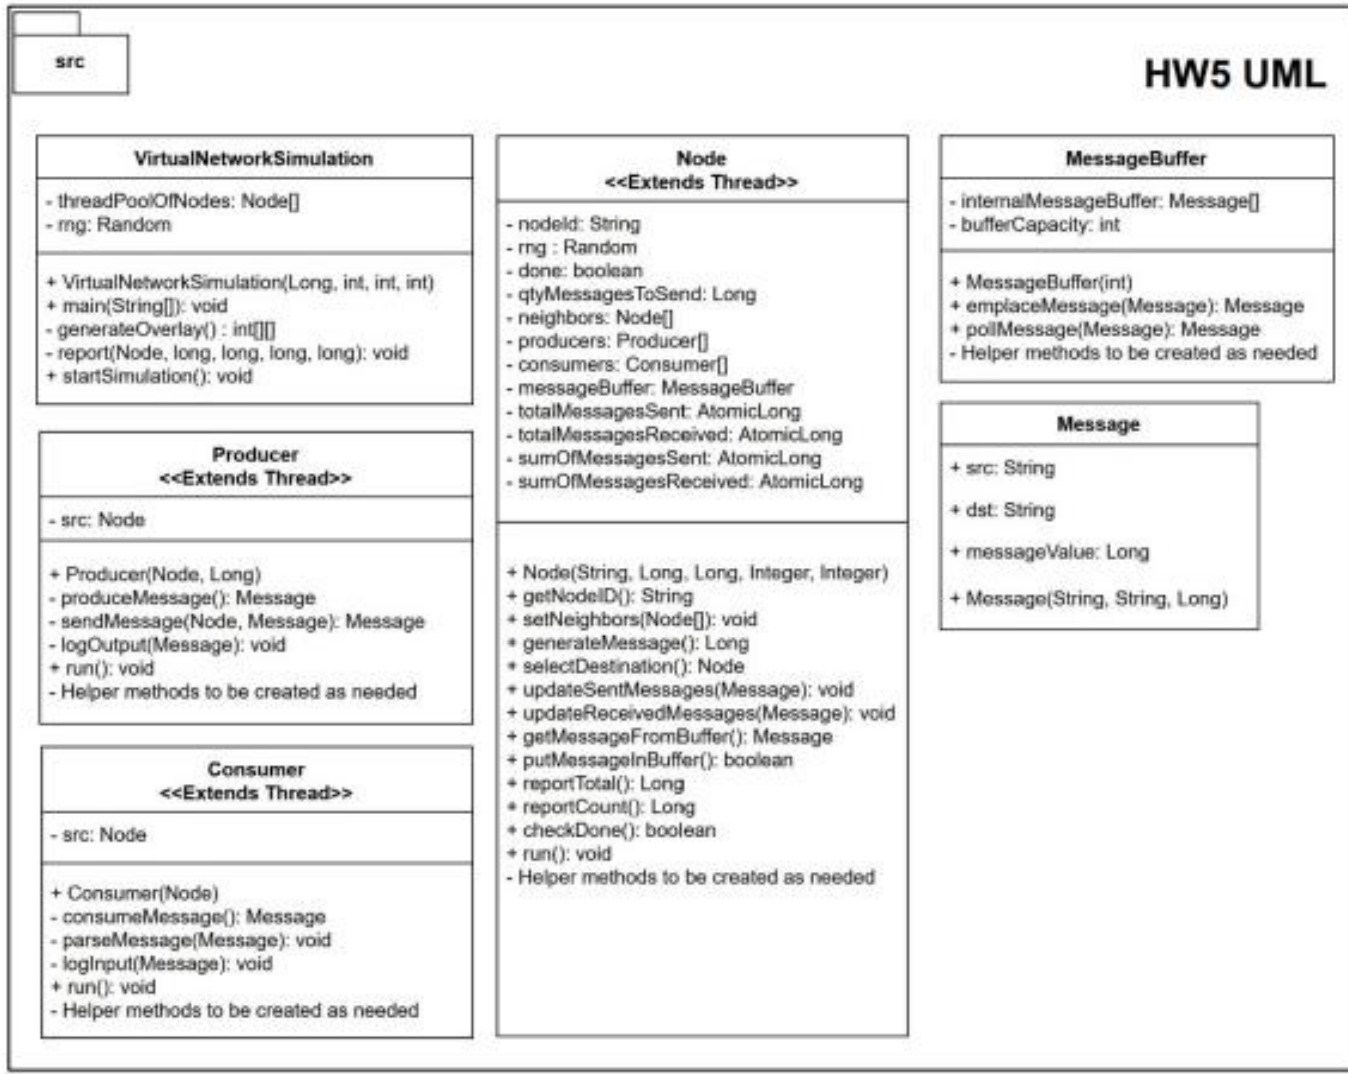 src
HW5 UML
VirtualNetworkSimulation
- threadPoolOfNodes: Node[]
- rng: Random
+ VirtualNetworkSimulation(Long, int, int, int)
+ main(String[]): void
- generateOverlay() : int[][]
- report(Node, long, long, long, long): void
+ startSimulation(): void
Producer
<<Extends Thread>>
- src: Node
+ Producer(Node, Long)
- produceMessage(): Message
- sendMessage(Node, Message): Message
- logOutput(Message): void
+ run(): void
- Helper methods to be created as needed
Consumer
<<Extends Thread>>
- src: Node
+ Consumer(Node)
- consumeMessage(): Message
- parseMessage(Message): void
- logInput(Message): void
+ run(): void
- Helper methods to be created as needed
Node
<<Extends Thread>>
- nodeId: String
- rng : Random
- done: boolean
- qtyMessagesToSend: Long
- neighbors: Node[]
- producers: Producer[]
- consumers: Consumer[]
- messageBuffer: MessageBuffer
- totalMessagesSent: AtomicLong
- totalMessagesReceived: AtomicLong
- sumOfMessagesSent: AtomicLong
- sumOfMessagesReceived: AtomicLong
+ Node(String, Long, Long, Integer, Integer)
+ getNodeID(): String
+ setNeighbors(Node[]): void
+ generateMessage(): Long
+ selectDestination(): Node
+ updateSentMessages(Message): void
+ updateReceivedMessages(Message): void
+ getMessageFromBuffer(): Message
+ putMessageInBuffer(): boolean
+ reportTotal(): Long
+ reportCount(): Long
+ checkDone(): boolean
+ run(): void
- Helper methods to be created as needed
MessageBuffer
- internalMessageBuffer: Message[]
- bufferCapacity: int
+ MessageBuffer(int)
+ emplaceMessage(Message): Message
+ pollMessage(Message): Message
- Helper methods to be created as needed
Message
+ src: String
+ dst: String
+ messageValue: Long
+ Message(String, String, Long)